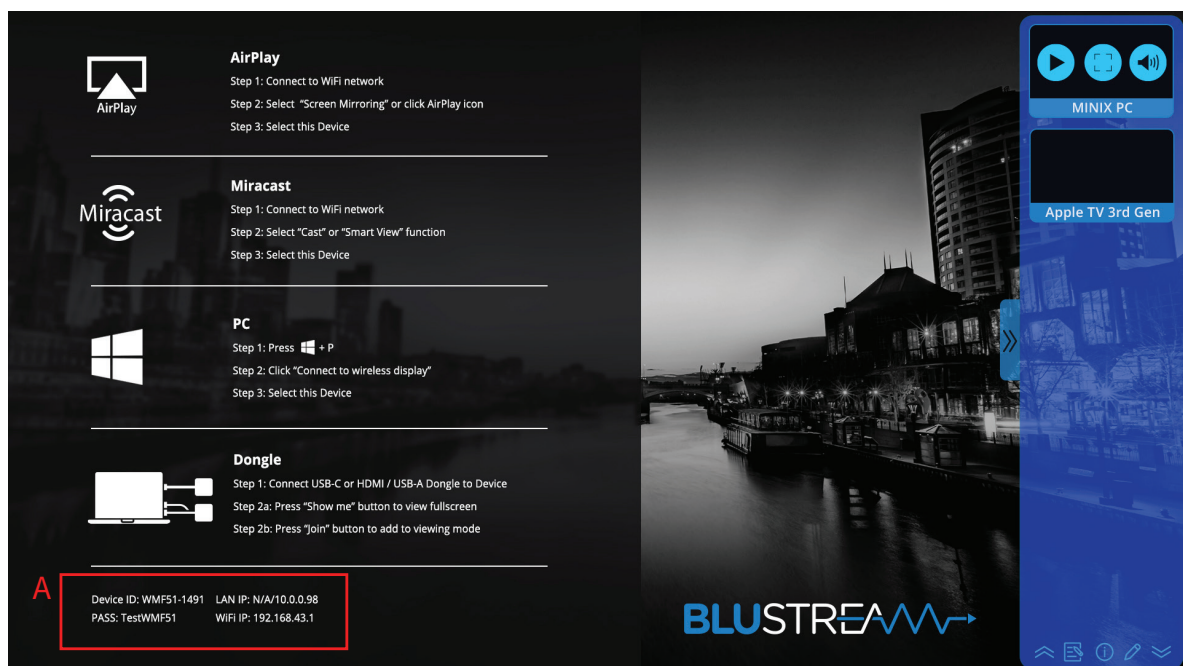 AirPlay
AirPlay
Step 1: Connect to WiFi network
Step 2: Select "Screen Mirroring" or click AirPlay icon
Step 3: Select this Device
Miracast
Miracast
Step 1: Connect to WiFi network
Step 2: Select "Cast" or "Smart View" function
Step 3: Select this Device
PC
Step 1: Press + P
Step 2: Click "Connect to wireless display"
Step 3: Select this Device
Dongle
Step 1: Connect USB-C or HDMI / USB-A Dongle to Device
Step 2a: Press "Show me" button to view fullscreen
Step 2b: Press "Join" button to add to viewing mode
A
Device ID: WMF51-1491 LAN IP: N/A/10.0.0.98
PASS: TestWMF51 WiFi IP: 192.168.43.1
BLUSTREAM
MINIX PC
Apple TV 3rd Gen